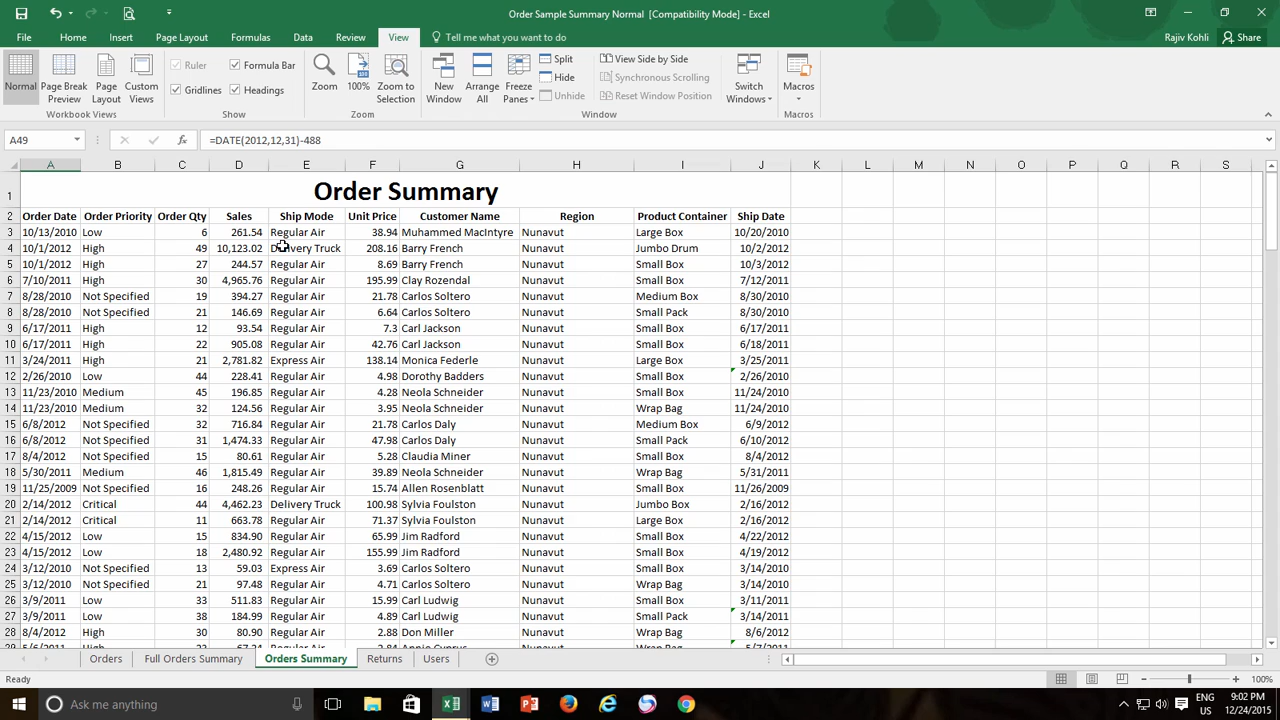 Order Sample Summary Normal [Compatibility Mode] - Excel
File Home Insert Page Layout Formulas Data Review View Tell me what you want to do Rajiv Kohli Share
Normal Page Break Preview Page Layout Custom Views
Ruler Formula Bar
Gridlines Headings
Zoom 100% Zoom to Selection
New Window Arrange All Freeze Panes
Split Hide Unhide
View Side by Side
Synchronous Scrolling
Reset Window Position
Switch Windows Macros
Workbook Views Show Zoom Window Macros
A49 fx =DATE(2012,12,31)-488
A B C D E F G H I J K L M N O P Q R S
1 Order Summary
2 Order Date Order Priority Order Qty Sales Ship Mode Unit Price Customer Name Region Product Container Ship Date
3 10/13/2010 Low 6 261.54 Regular Air 38.94 Muhammed MacIntyre Nunavut Large Box 10/20/2010
4 10/1/2012 High 49 10,123.02 Delivery Truck 208.16 Barry French Nunavut Jumbo Drum 10/2/2012
5 10/1/2012 High 27 244.57 Regular Air 8.69 Barry French Nunavut Small Box 10/3/2012
6 7/10/2011 High 30 4,965.76 Regular Air 195.99 Clay Rozendal Nunavut Small Box 7/12/2011
7 8/28/2010 Not Specified 19 394.27 Regular Air 21.78 Carlos Soltero Nunavut Medium Box 8/30/2010
8 8/28/2010 Not Specified 21 146.69 Regular Air 6.64 Carlos Soltero Nunavut Small Pack 8/30/2010
9 6/17/2011 High 12 93.54 Regular Air 7.3 Carl Jackson Nunavut Small Box 6/17/2011
10 6/17/2011 High 22 905.08 Regular Air 42.76 Carl Jackson Nunavut Small Box 6/18/2011
11 3/24/2011 High 21 2,781.82 Express Air 138.14 Monica Federle Nunavut Large Box 3/25/2011
12 2/26/2010 Low 44 228.41 Regular Air 4.98 Dorothy Badders Nunavut Small Box 2/26/2010
13 11/23/2010 Medium 45 196.85 Regular Air 4.28 Neola Schneider Nunavut Small Box 11/24/2010
14 11/23/2010 Medium 32 124.56 Regular Air 3.95 Neola Schneider Nunavut Wrap Bag 11/24/2010
15 6/8/2012 Not Specified 32 716.84 Regular Air 21.78 Carlos Daly Nunavut Medium Box 6/9/2012
16 6/8/2012 Not Specified 31 1,474.33 Regular Air 47.98 Carlos Daly Nunavut Small Pack 6/10/2012
17 8/4/2012 Not Specified 15 80.61 Regular Air 5.28 Claudia Miner Nunavut Small Box 8/4/2012
18 5/30/2011 Medium 46 1,815.49 Regular Air 39.89 Neola Schneider Nunavut Wrap Bag 5/31/2011
19 11/25/2009 Not Specified 16 248.26 Regular Air 15.74 Allen Rosenblatt Nunavut Small Box 11/26/2009
20 2/14/2012 Critical 44 4,462.23 Delivery Truck 100.98 Sylvia Foulston Nunavut Jumbo Box 2/16/2012
21 2/14/2012 Critical 11 663.78 Regular Air 71.37 Sylvia Foulston Nunavut Large Box 2/16/2012
22 4/15/2012 Low 15 834.90 Regular Air 65.99 Jim Radford Nunavut Small Box 4/22/2012
23 4/15/2012 Low 18 2,480.92 Regular Air 155.99 Jim Radford Nunavut Small Box 4/19/2012
24 3/12/2010 Not Specified 13 59.03 Express Air 3.69 Carlos Soltero Nunavut Small Box 3/14/2010
25 3/12/2010 Not Specified 21 97.48 Regular Air 4.71 Carlos Soltero Nunavut Wrap Bag 3/14/2010
26 3/9/2011 Low 33 511.83 Regular Air 15.99 Carl Ludwig Nunavut Small Box 3/11/2011
27 3/9/2011 Low 38 184.99 Regular Air 4.89 Carl Ludwig Nunavut Small Pack 3/14/2011
28 8/4/2012 High 30 80.90 Regular Air 2.88 Don Miller Nunavut Wrap Bag 8/6/2012
Orders Full Orders Summary Orders Summary Returns Users
Ready 100%
Ask me anything ENG 9:02 PM
US 12/24/2015